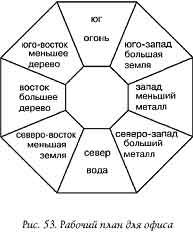 юг
огонь
юго-восток
меньшее
дерево
юго-запад
большая
земля
восток
большее
дерево
запад
меньший
металл
северо-восток
меньшая
земля
северо-запад
больший
металл
север
вода
Рис. 53. Рабочий план для офиса